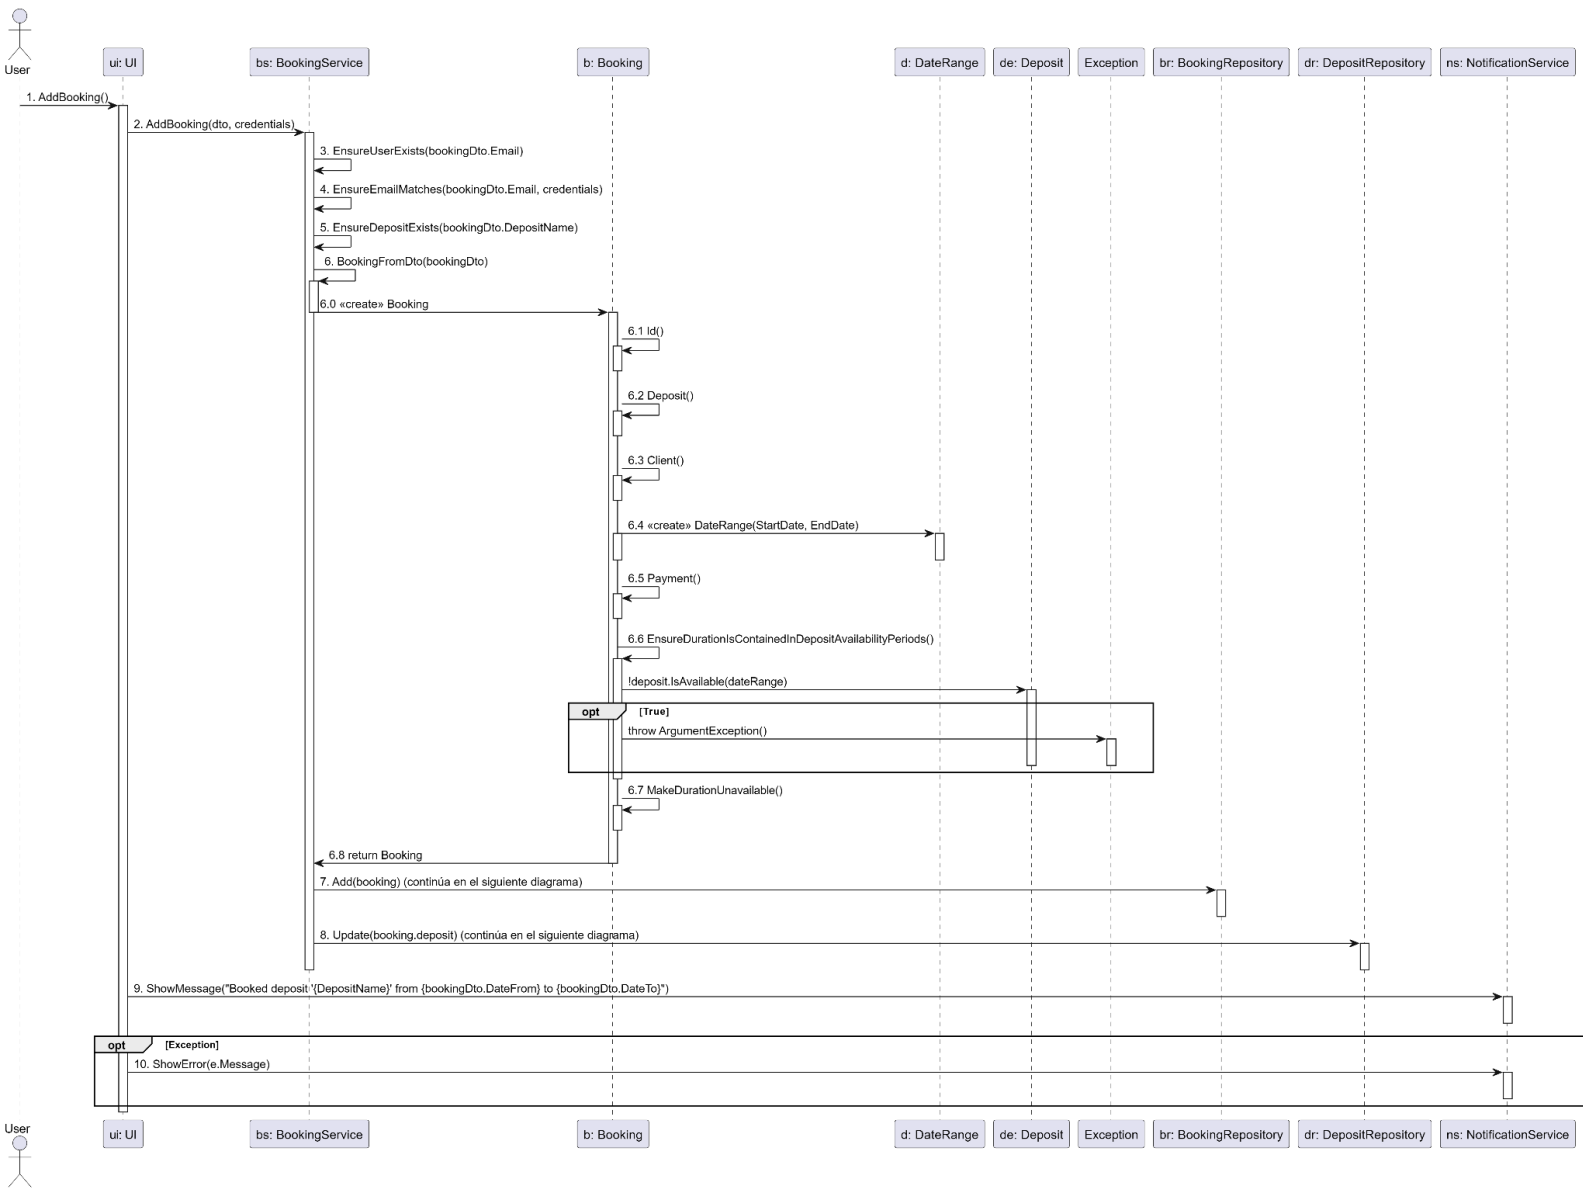 User
ui: UI
bs: BookingService
b: Booking
d: DateRange
de: Deposit
Exception
br: BookingRepository
dr: DepositRepository
ns: NotificationService
1. AddBooking()
2. AddBooking(dto, credentials)
3. EnsureUserExists(bookingDto.Email)
4. EnsureEmailMatches(bookingDto.Email, credentials)
5. EnsureDepositExists(bookingDto.DepositName)
6. BookingFromDto(bookingDto)
6.0 «create» Booking
6.1 Id()
6.2 Deposit()
6.3 Client()
6.4 «create» DateRange(StartDate, EndDate)
6.5 Payment()
6.6 EnsureDurationIsContainedInDepositAvailabilityPeriods()
!deposit.IsAvailable(dateRange)
opt [True]
throw ArgumentException()
6.7 MakeDurationUnavailable()
6.8 return Booking
7. Add(booking) (continúa en el siguiente diagrama)
8. Update(booking.deposit) (continúa en el siguiente diagrama)
9. ShowMessage("Booked deposit '{DepositName}' from {bookingDto.DateFrom} to {bookingDto.DateTo}")
opt [Exception]
10. ShowError(e.Message)
User
ui: UI
bs: BookingService
b: Booking
d: DateRange
de: Deposit
Exception
br: BookingRepository
dr: DepositRepository
ns: NotificationService